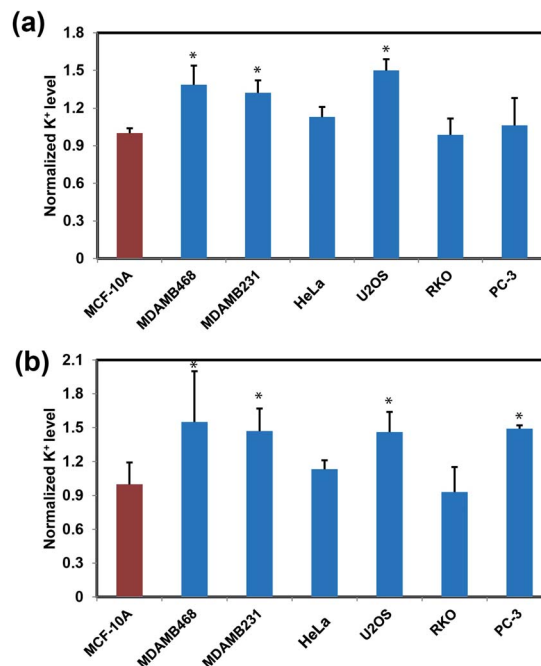 (a)
Normalized K⁺ level
1.8
1.5
1.2
0.9
0.6
0.3
0
* * *
MCF-10A MDAMB468 MDAMB231 HeLa U2OS RKO PC-3
(b)
Normalized K⁺ level
2.1
1.8
1.5
1.2
0.9
0.6
0.3
0
* * * *
MCF-10A MDAMB468 MDAMB231 HeLa U2OS RKO PC-3